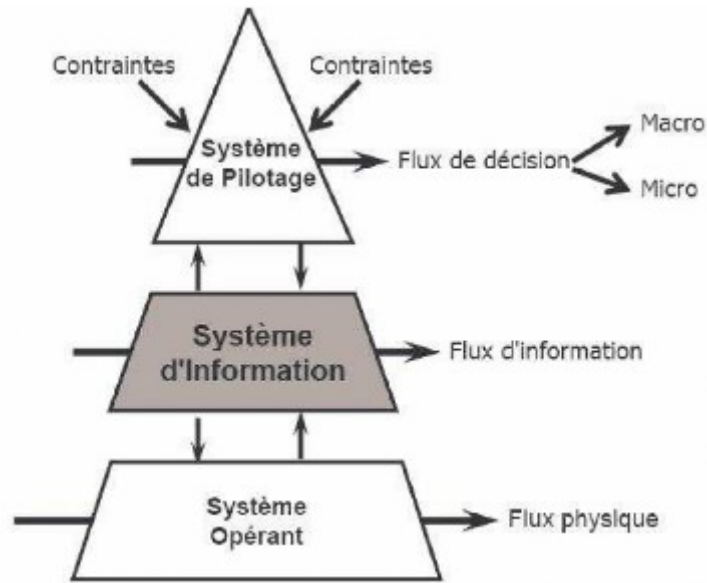 Contraintes
Contraintes
Système
de Pilotage
Flux de décision
Macro
Micro
Système
d'Information
Flux d'information
Système
Opérant
Flux physique